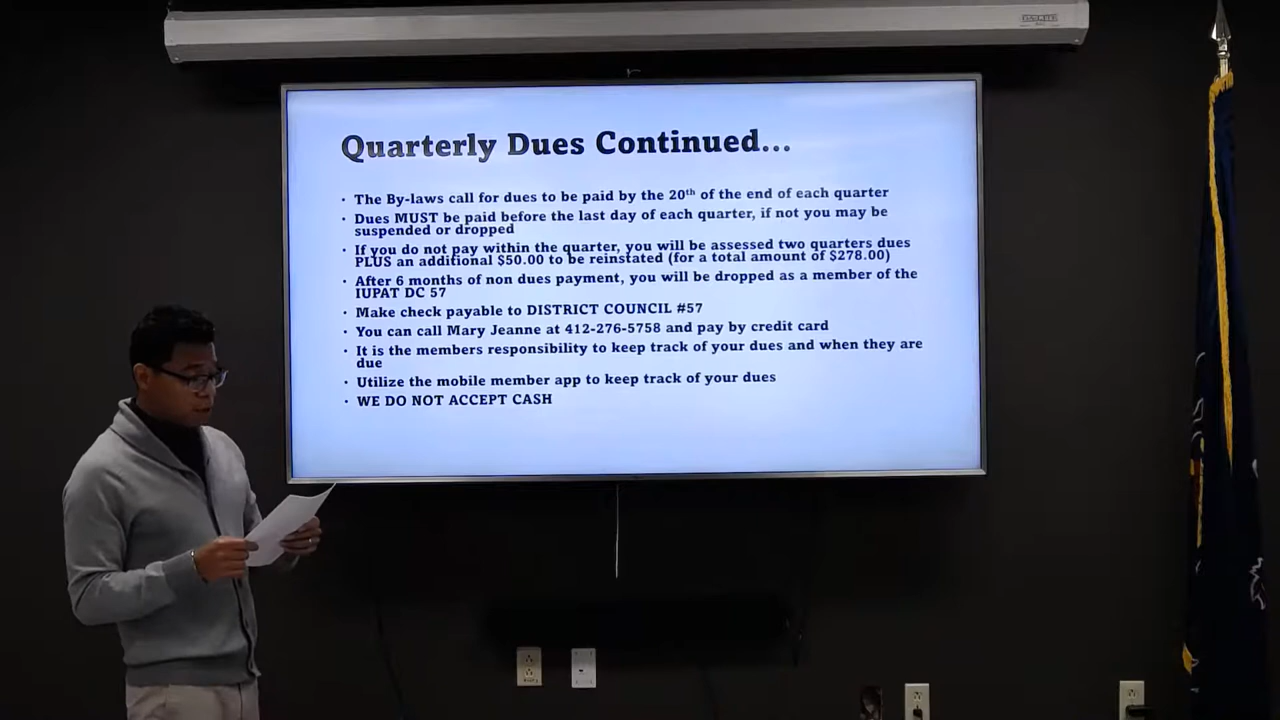 Quarterly Dues Continued...
• The By-laws call for dues to be paid by the 20th of the end of each quarter
• Dues MUST be paid before the last day of each quarter, if not you may be
suspended or dropped
• If you do not pay within the quarter, you will be assessed two quarters dues
PLUS an additional $50.00 to be reinstated (for a total amount of $278.00)
• After 6 months of non dues payment, you will be dropped as a member of the
IUPAT DC 57
• Make check payable to DISTRICT COUNCIL #57
• You can call Mary Jeanne at 412-276-5758 and pay by credit card
• It is the members responsibility to keep track of your dues and when they are
due
• Utilize the mobile member app to keep track of your dues
• WE DO NOT ACCEPT CASH